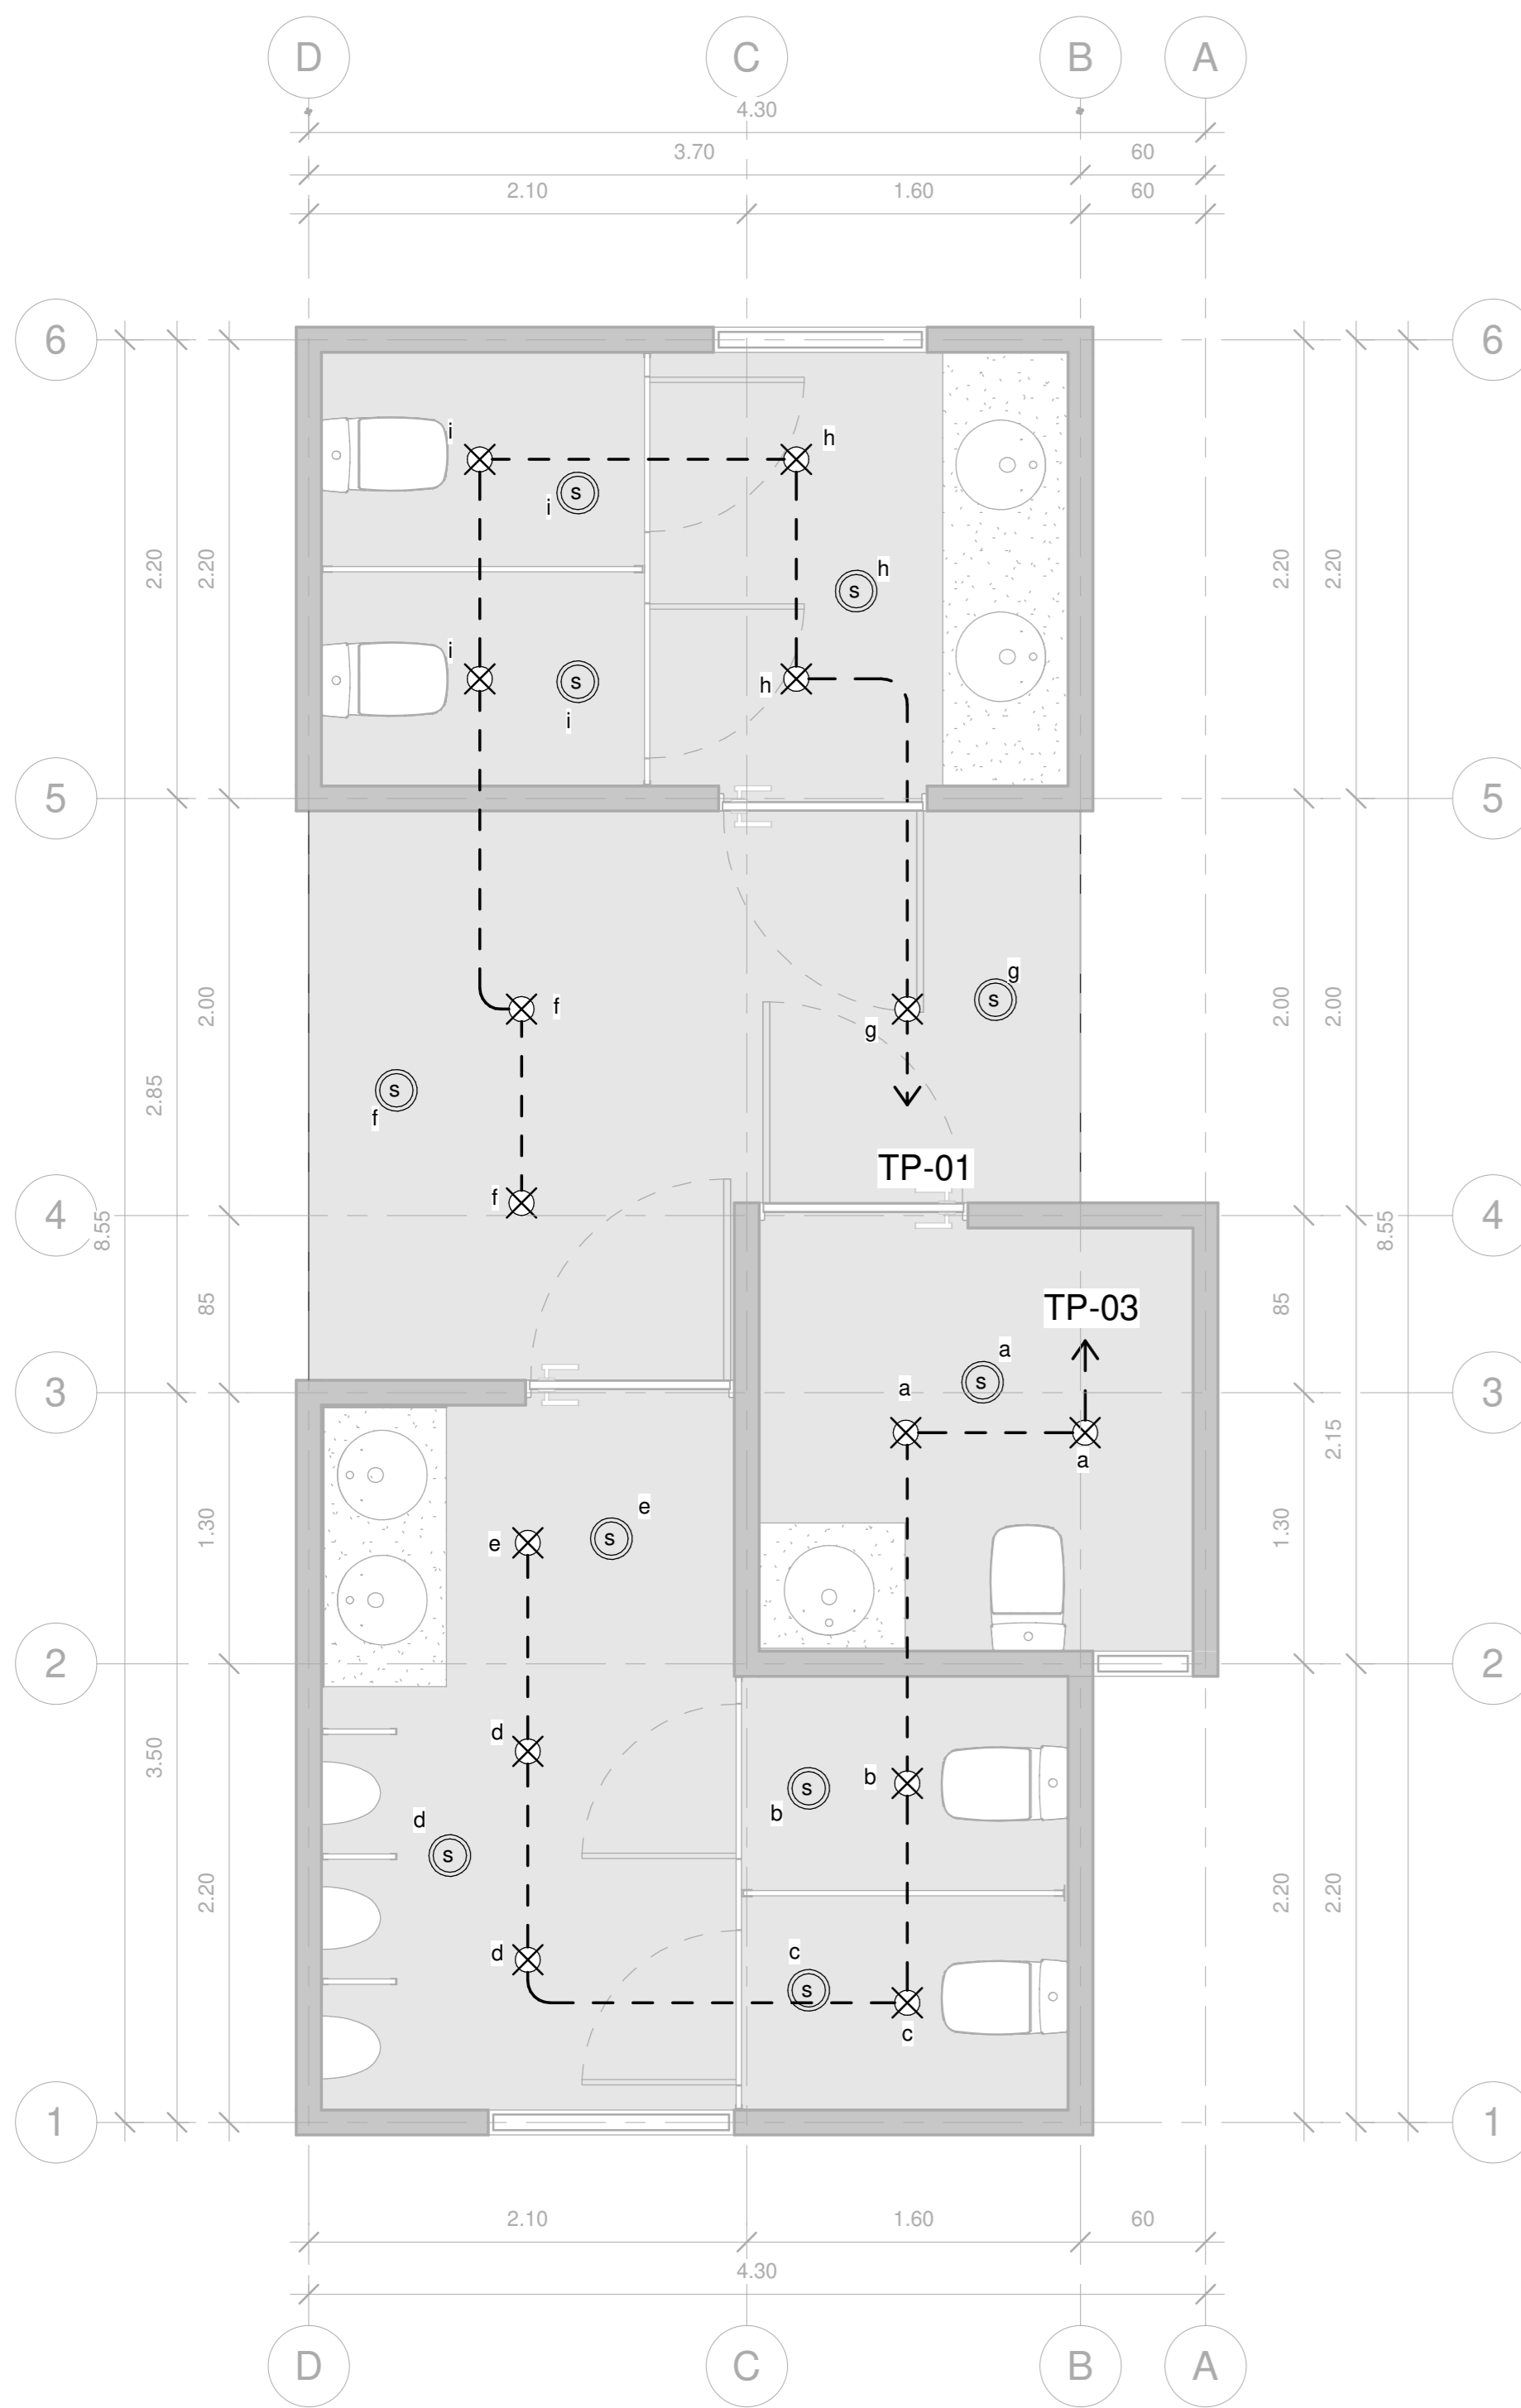 D C B A
4.30
3.70 60
2.10 1.60 60
6 6
i h
s
i
h
s
2.20 2.20 2.20 2.20
i s h
i
5 5
g
s
f g
2.00 2.00 2.00
s
f
2.85
TP-01
f
4 4
8.55 8.55
85 85
TP-03
a
s
a
3 3
a
2.15
e
s
e
1.30 1.30
2 2
d
b s
b
3.50
d
s
2.20 2.20 2.20
d c
s
c
1 1
2.10 1.60 60
4.30
D C B A